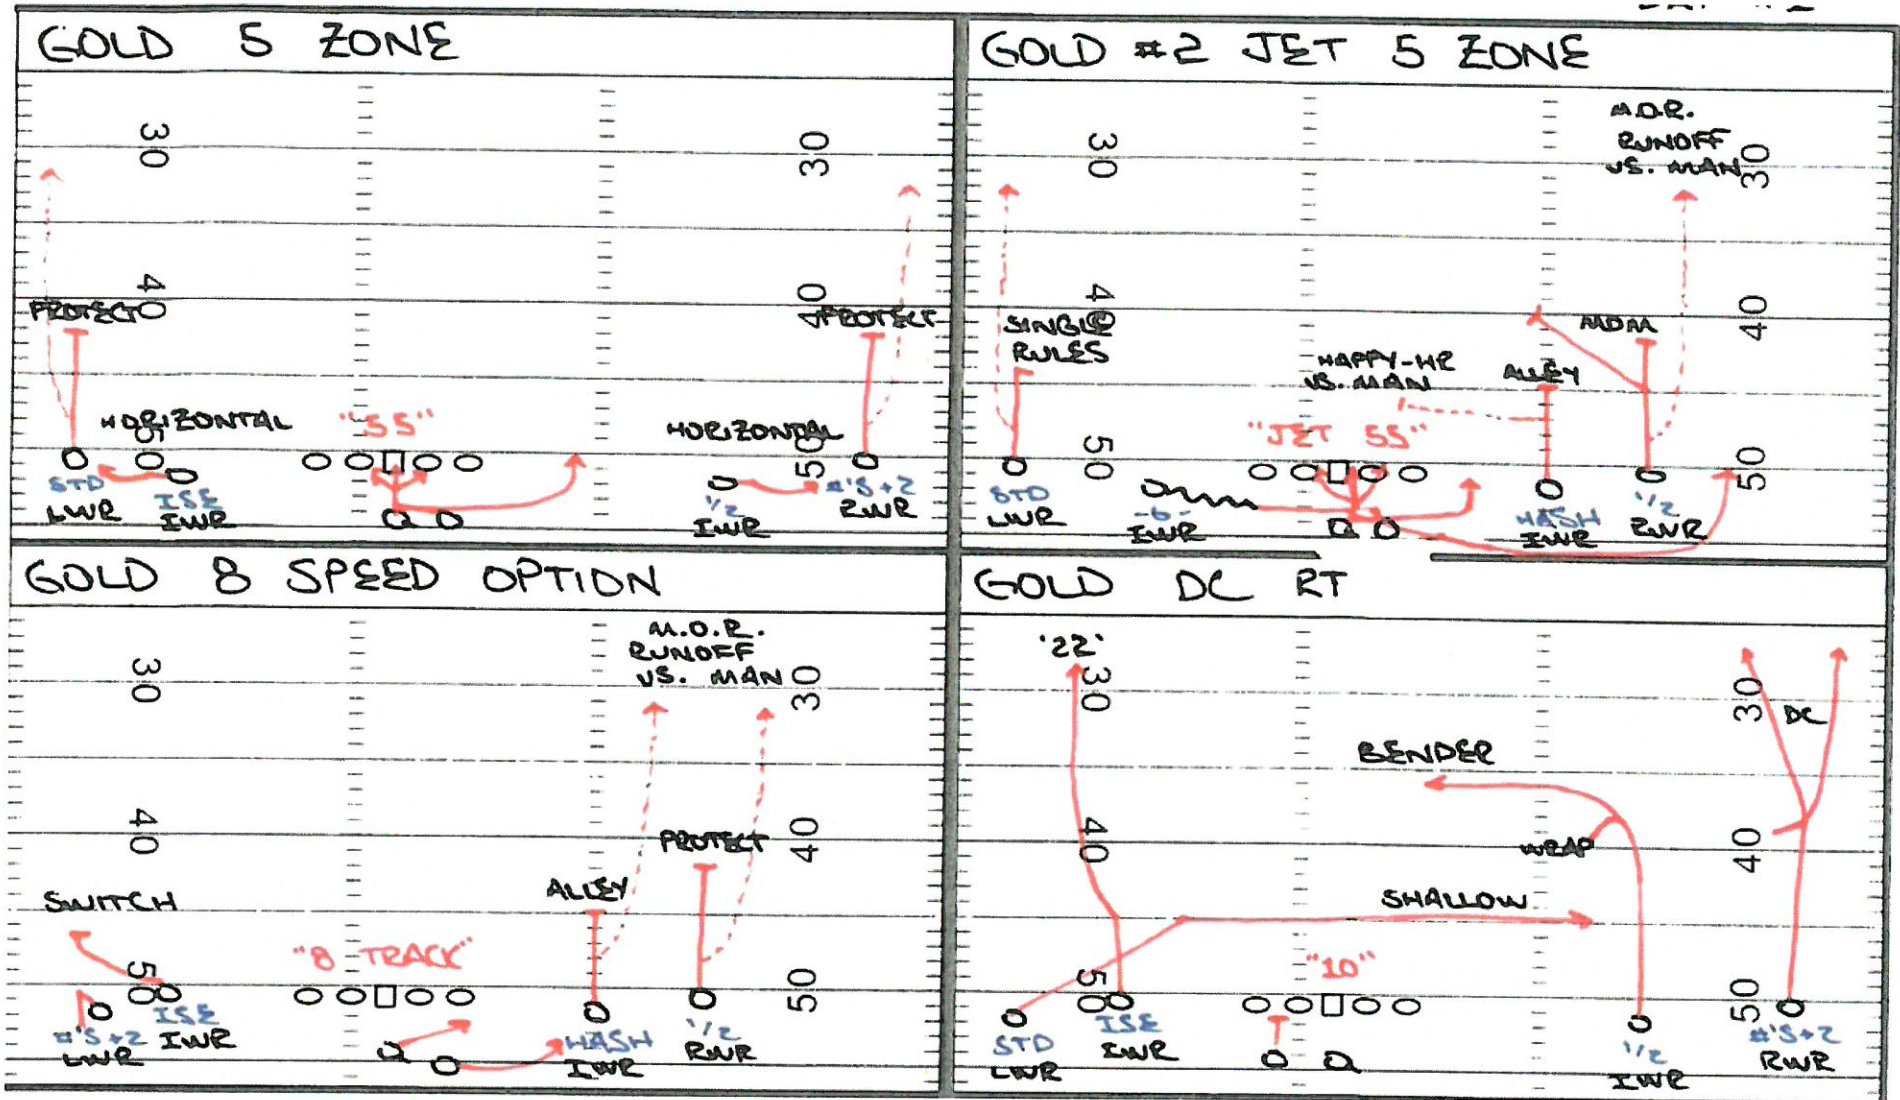 GOLD 5 ZONE
30
30
40
40
PROTECT
PROTECT
HORIZONTAL
"55"
HORIZONTAL
50
50
STD
LWR
ISE
IWR
Q
1/2
IWR
#'S+2
RWR
GOLD #2 JET 5 ZONE
M.O.R.
RUNOFF
VS. MAN
30
30
40
40
SINGLE
RULES
HAPPY-HR
VS. MAN
ALLEY
MDM
"JET 55"
50
50
STD
LWR
-6-
IWR
Q
HASH
IWR
1/2
RWR
GOLD 8 SPEED OPTION
M.O.R.
RUNOFF
VS. MAN
30
30
40
40
PROTECT
ALLEY
SWITCH
"8 TRACK"
50
50
#'S+2
LWR
ISE
IWR
Q
HASH
IWR
1/2
RWR
GOLD DC RT
'22'
30
30
DC
BENDER
40
40
WRAP
SHALLOW
"10"
50
50
STD
LWR
ISE
IWR
Q
1/2
IWR
#'S+2
RWR